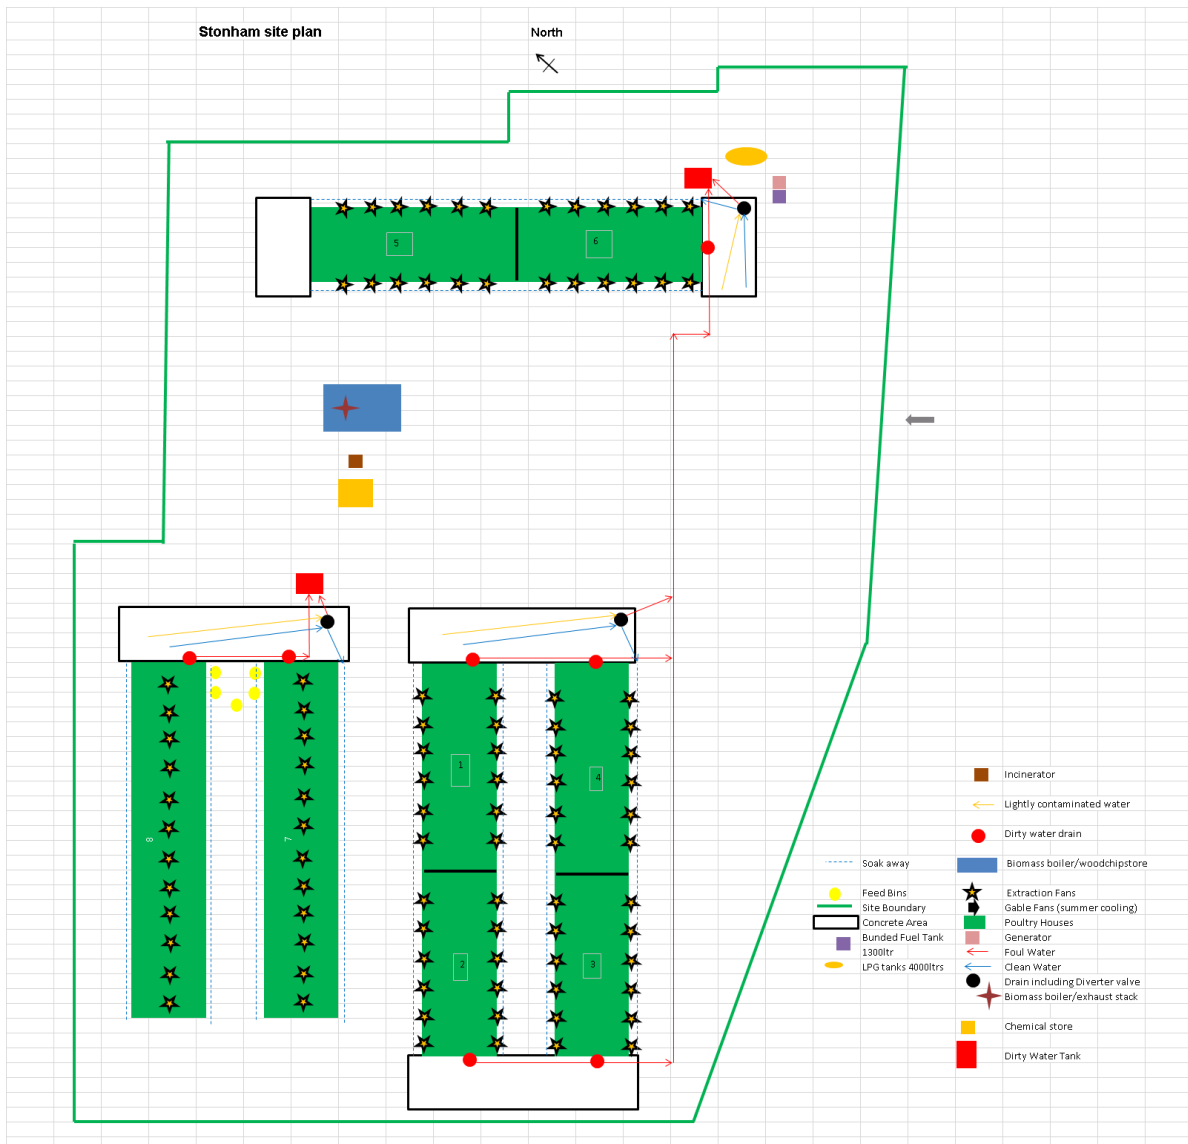 Stonham site plan
North
5
6
1
4
8
7
2
3
Incinerator
Lightly contaminated water
Dirty water drain
Soak away
Biomass boiler/woodchipstore
Feed Bins
Extraction Fans
Site Boundary
Gable Fans (summer cooling)
Concrete Area
Poultry Houses
Bunded Fuel Tank
1300ltr
Generator
Foul Water
LPG tanks 4000ltrs
Clean Water
Drain including Diverter valve
Biomass boiler/exhaust stack
Chemical store
Dirty Water Tank